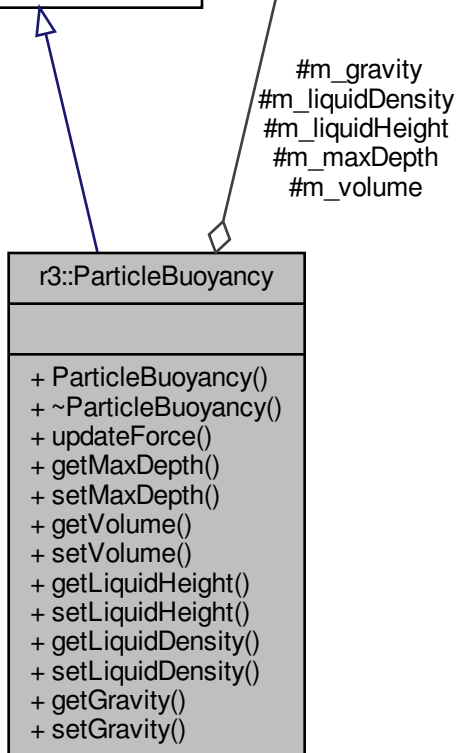 #m_gravity
#m_liquidDensity
#m_liquidHeight
#m_maxDepth
#m_volume
r3::ParticleBuoyancy
+ ParticleBuoyancy()
+ ~ParticleBuoyancy()
+ updateForce()
+ getMaxDepth()
+ setMaxDepth()
+ getVolume()
+ setVolume()
+ getLiquidHeight()
+ setLiquidHeight()
+ getLiquidDensity()
+ setLiquidDensity()
+ getGravity()
+ setGravity()